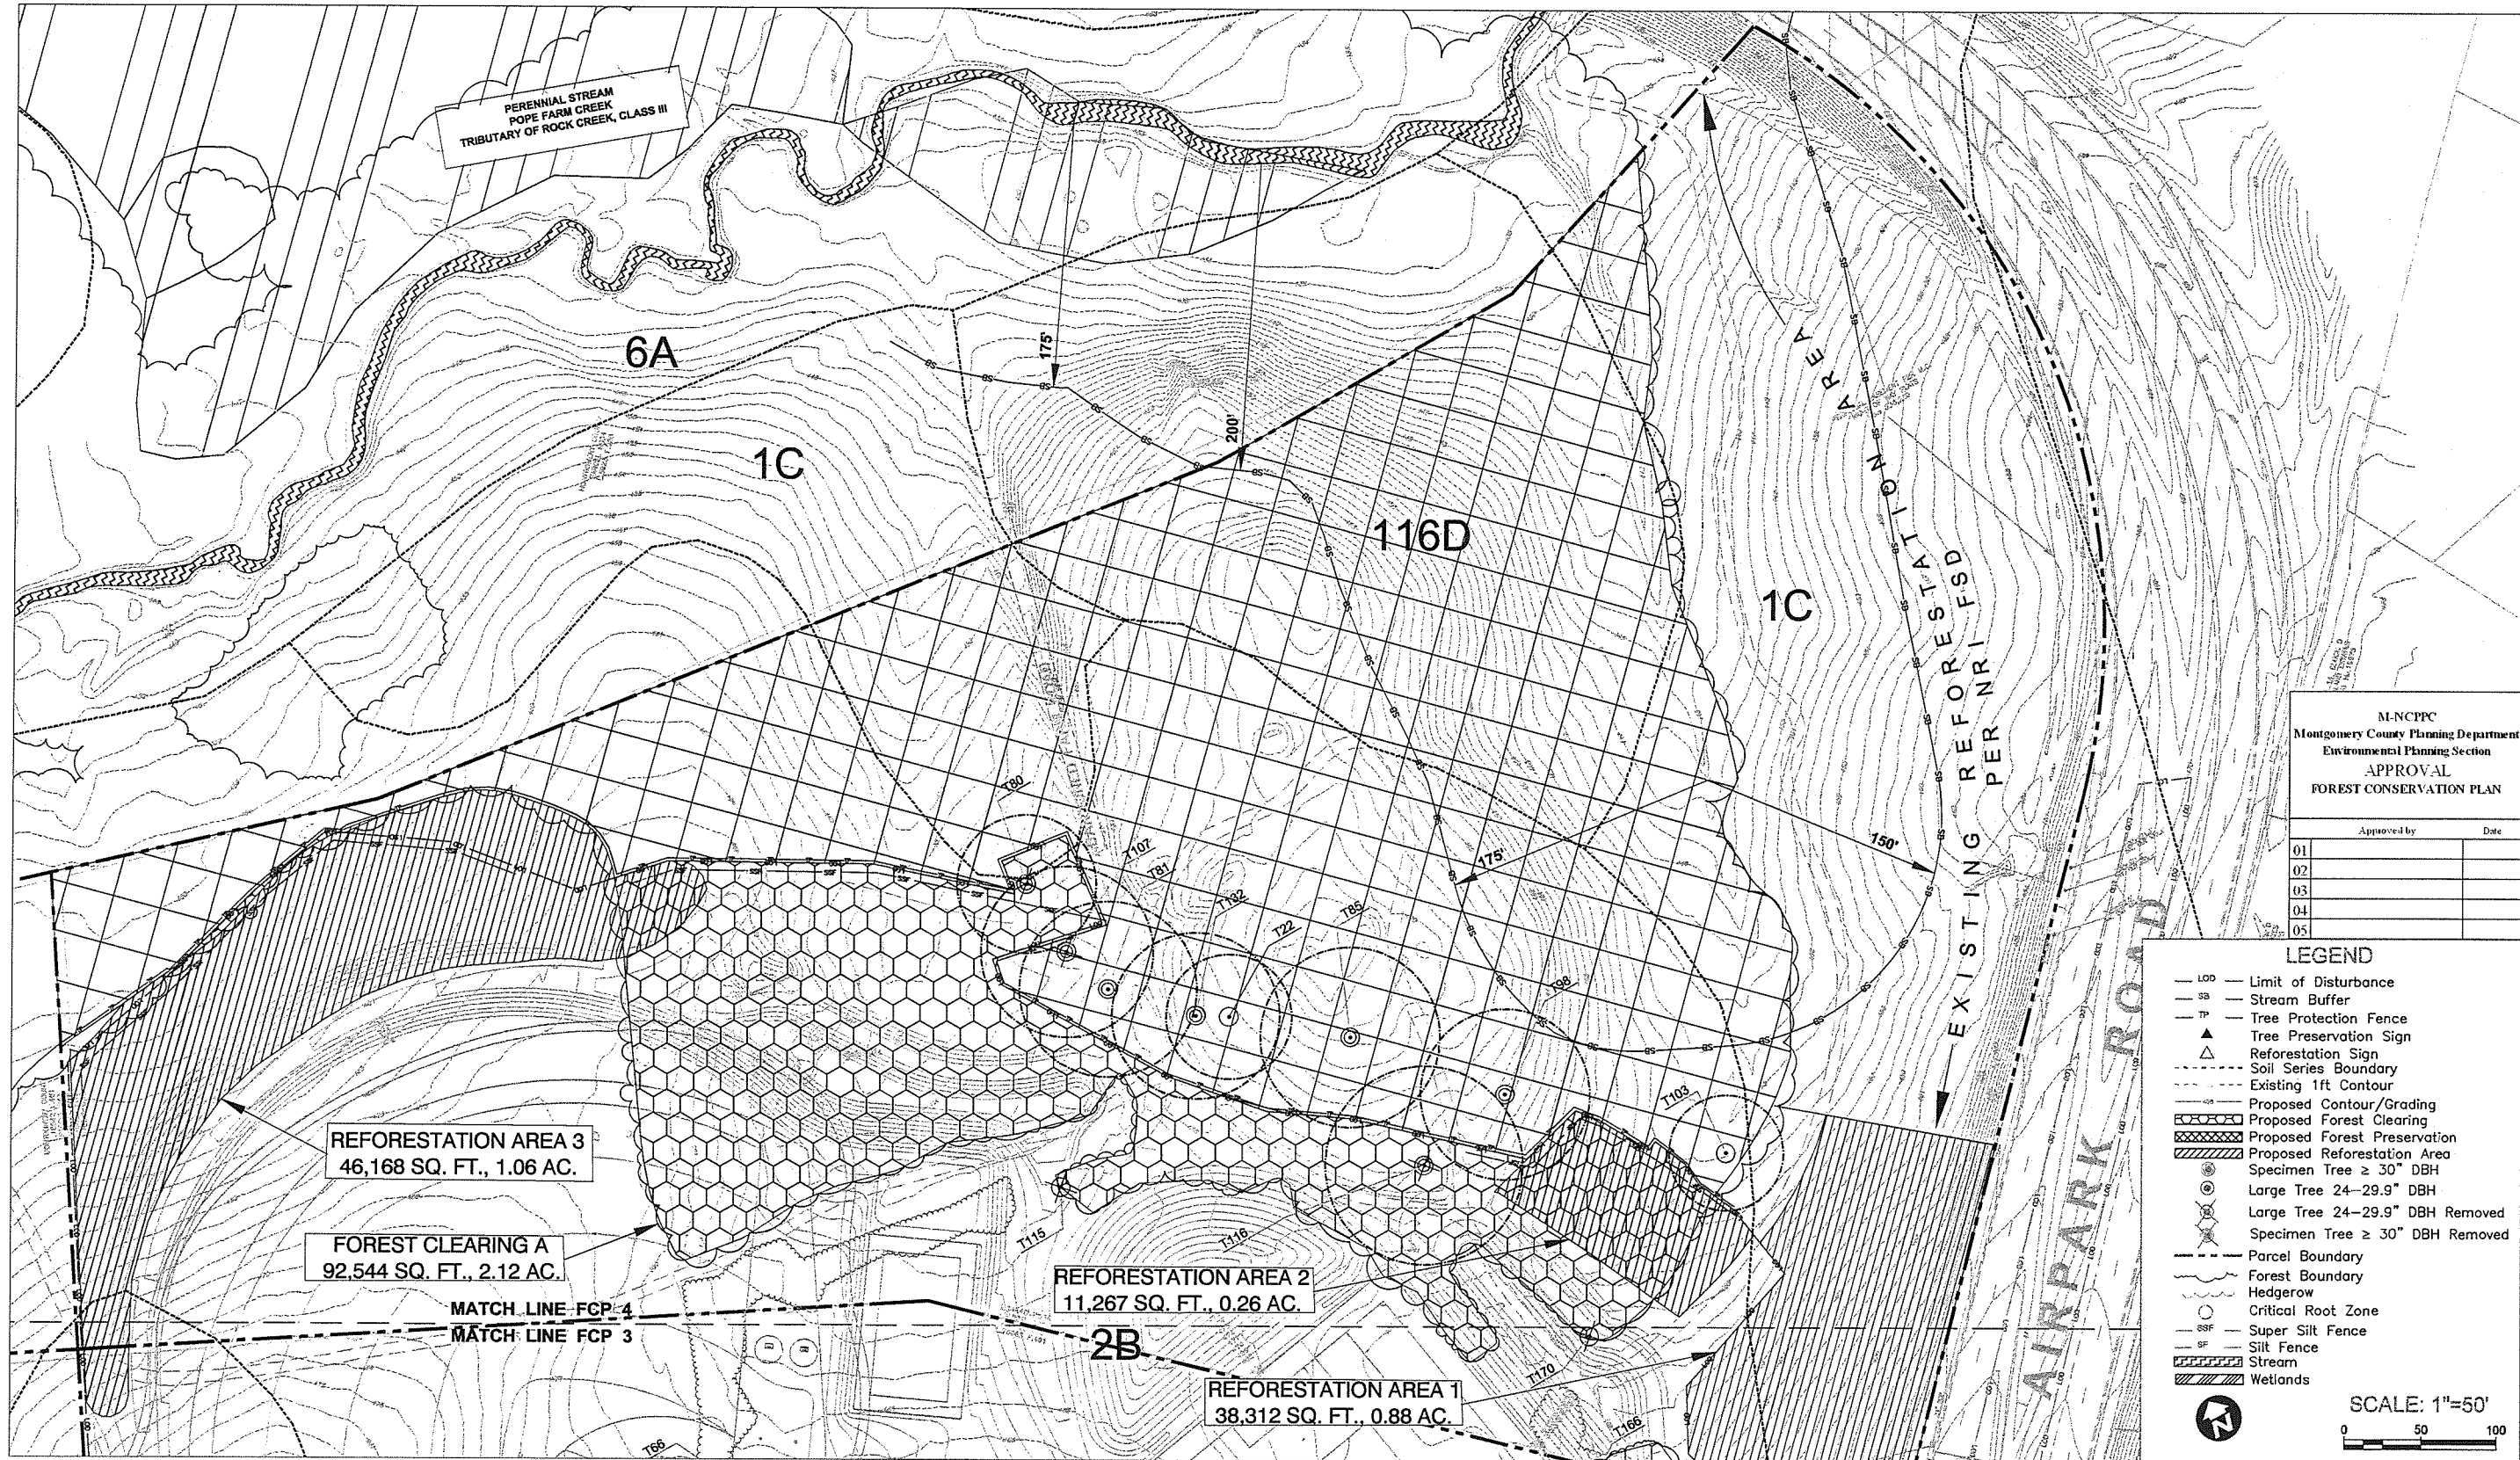 PERENNIAL STREAM
POPE FARM CREEK
TRIBUTARY OF ROCK CREEK, CLASS III
6A
1C
175'
200'
116D
1C
EXISTING REFORESTATION AREA
PER NRI FSD
175'
150'
T80
T107
T81
T132
T22
T85
T98
T103
T115
T116
T170
T166
T66
REFORESTATION AREA 3
46,168 SQ. FT., 1.06 AC.
FOREST CLEARING A
92,544 SQ. FT., 2.12 AC.
REFORESTATION AREA 2
11,267 SQ. FT., 0.26 AC.
REFORESTATION AREA 1
38,312 SQ. FT., 0.88 AC.
MATCH LINE FCP 4
MATCH LINE FCP 3
2B
AIRPARK ROAD
M-NCPPC
Montgomery County Planning Department
Environmental Planning Section
APPROVAL
FOREST CONSERVATION PLAN
Approved by Date
01
02
03
04
05
LEGEND
LOD Limit of Disturbance
SB Stream Buffer
TP Tree Protection Fence
Tree Preservation Sign
Reforestation Sign
Soil Series Boundary
Existing 1ft Contour
Proposed Contour/Grading
Proposed Forest Clearing
Proposed Forest Preservation
Proposed Reforestation Area
Specimen Tree ≥ 30" DBH
Large Tree 24-29.9" DBH
Large Tree 24-29.9" DBH Removed
Specimen Tree ≥ 30" DBH Removed
Parcel Boundary
Forest Boundary
Hedgerow
Critical Root Zone
SSF Super Silt Fence
SF Silt Fence
Stream
Wetlands
SCALE: 1"=50'
0 50 100